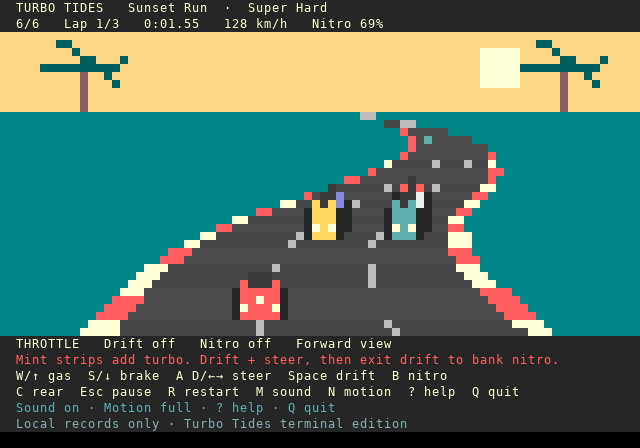 TURBO TIDES   Sunset Run  ·  Super Hard
6/6   Lap 1/3   0:01.55   128 km/h   Nitro 69%
THROTTLE   Drift off   Nitro off   Forward view
Mint strips add turbo. Drift + steer, then exit drift to bank nitro.
W/↑ gas  S/↓ brake  A D/←→ steer  Space drift  B nitro
C rear  Esc pause  R restart  M sound  N motion  ? help  Q quit
Sound on · Motion full · ? help · Q quit
Local records only · Turbo Tides terminal edition